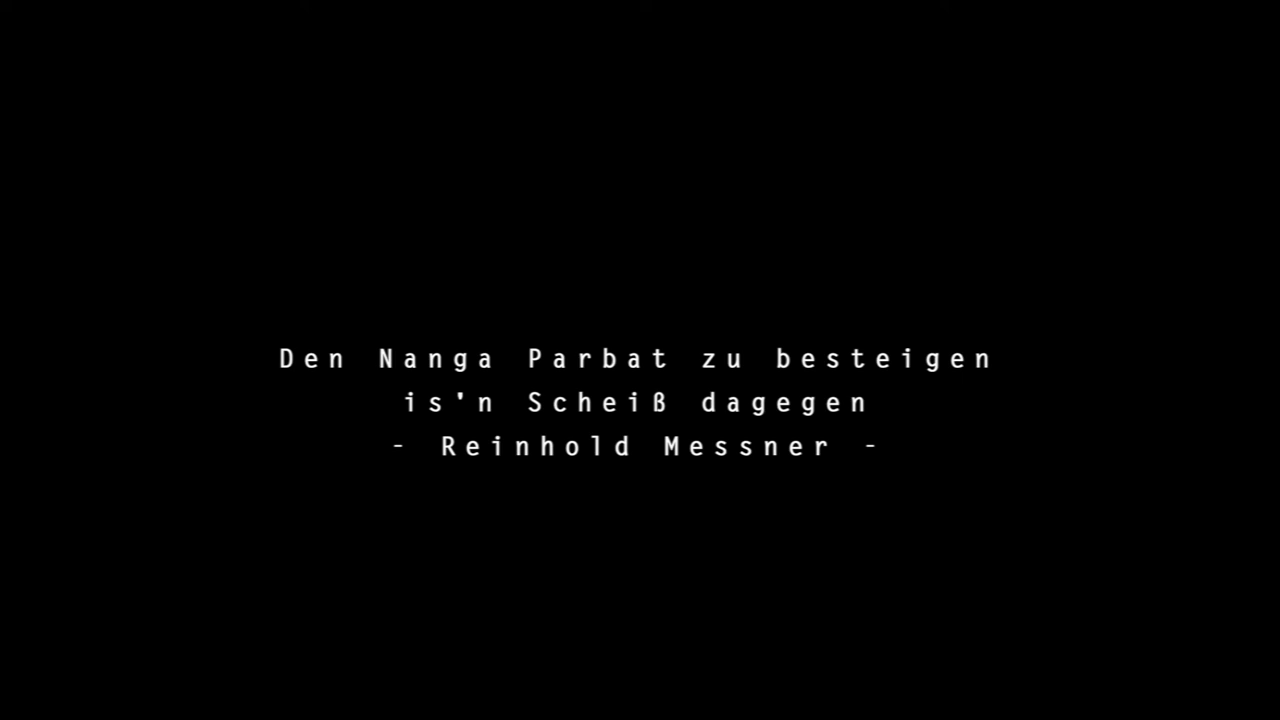 Den Nanga Parbat zu besteigen
is'n Scheiß dagegen
- Reinhold Messner -